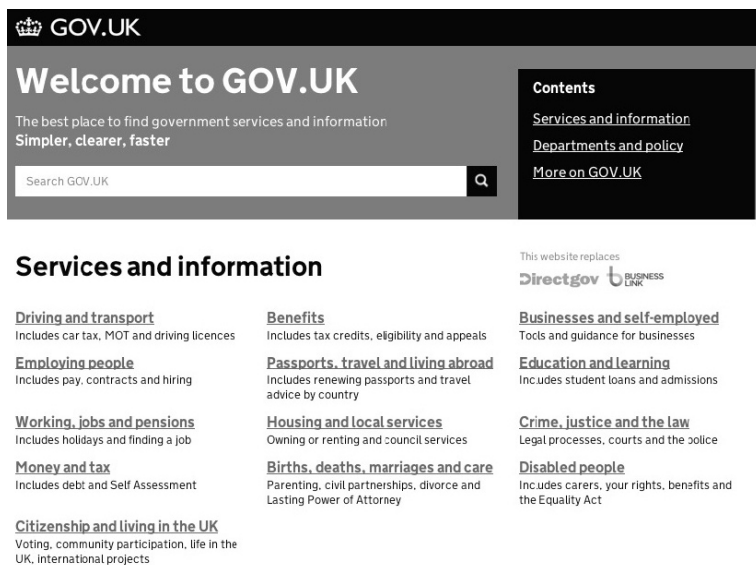 GOV.UK
Welcome to GOV.UK
The best place to find government services and information
Simpler, clearer, faster
Search GOV.UK
Contents
Services and information
Departments and policy
More on GOV.UK
Services and information
This website replaces
Directgov BUSINESS LINK
Driving and transport
Includes car tax, MOT and driving licences
Benefits
Includes tax credits, eligibility and appeals
Businesses and self-employed
Tools and guidance for businesses
Employing people
Includes pay, contracts and hiring
Passports, travel and living abroad
Includes renewing passports and travel
advice by country
Education and learning
Includes student loans and admissions
Working, jobs and pensions
Includes holidays and finding a job
Housing and local services
Owning or renting and council services
Crime, justice and the law
Legal processes, courts and the police
Money and tax
Includes debt and Self Assessment
Births, deaths, marriages and care
Parenting, civil partnerships, divorce and
Lasting Power of Attorney
Disabled people
Includes carers, your rights, benefits and
the Equality Act
Citizenship and living in the UK
Voting, community participation, life in the
UK, international projects